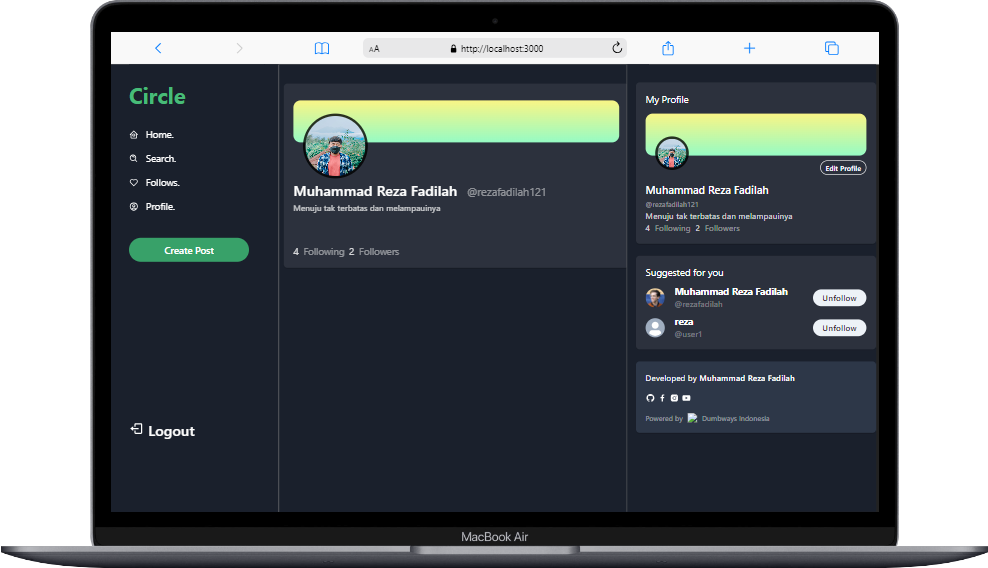 AA http://localhost:3000
Circle
Home.
Search.
Follows.
Profile.
Create Post
Logout
Muhammad Reza Fadilah @rezafadilah121
Menuju tak terbatas dan melampauinya
4 Following 2 Followers
My Profile
Edit Profile
Muhammad Reza Fadilah
@rezafadilah121
Menuju tak terbatas dan melampauinya
4 Following 2 Followers
Suggested for you
Muhammad Reza Fadilah
@rezafadilah
Unfollow
reza
@user1
Unfollow
Developed by Muhammad Reza Fadilah
Powered by Dumbways Indonesia
MacBook Air